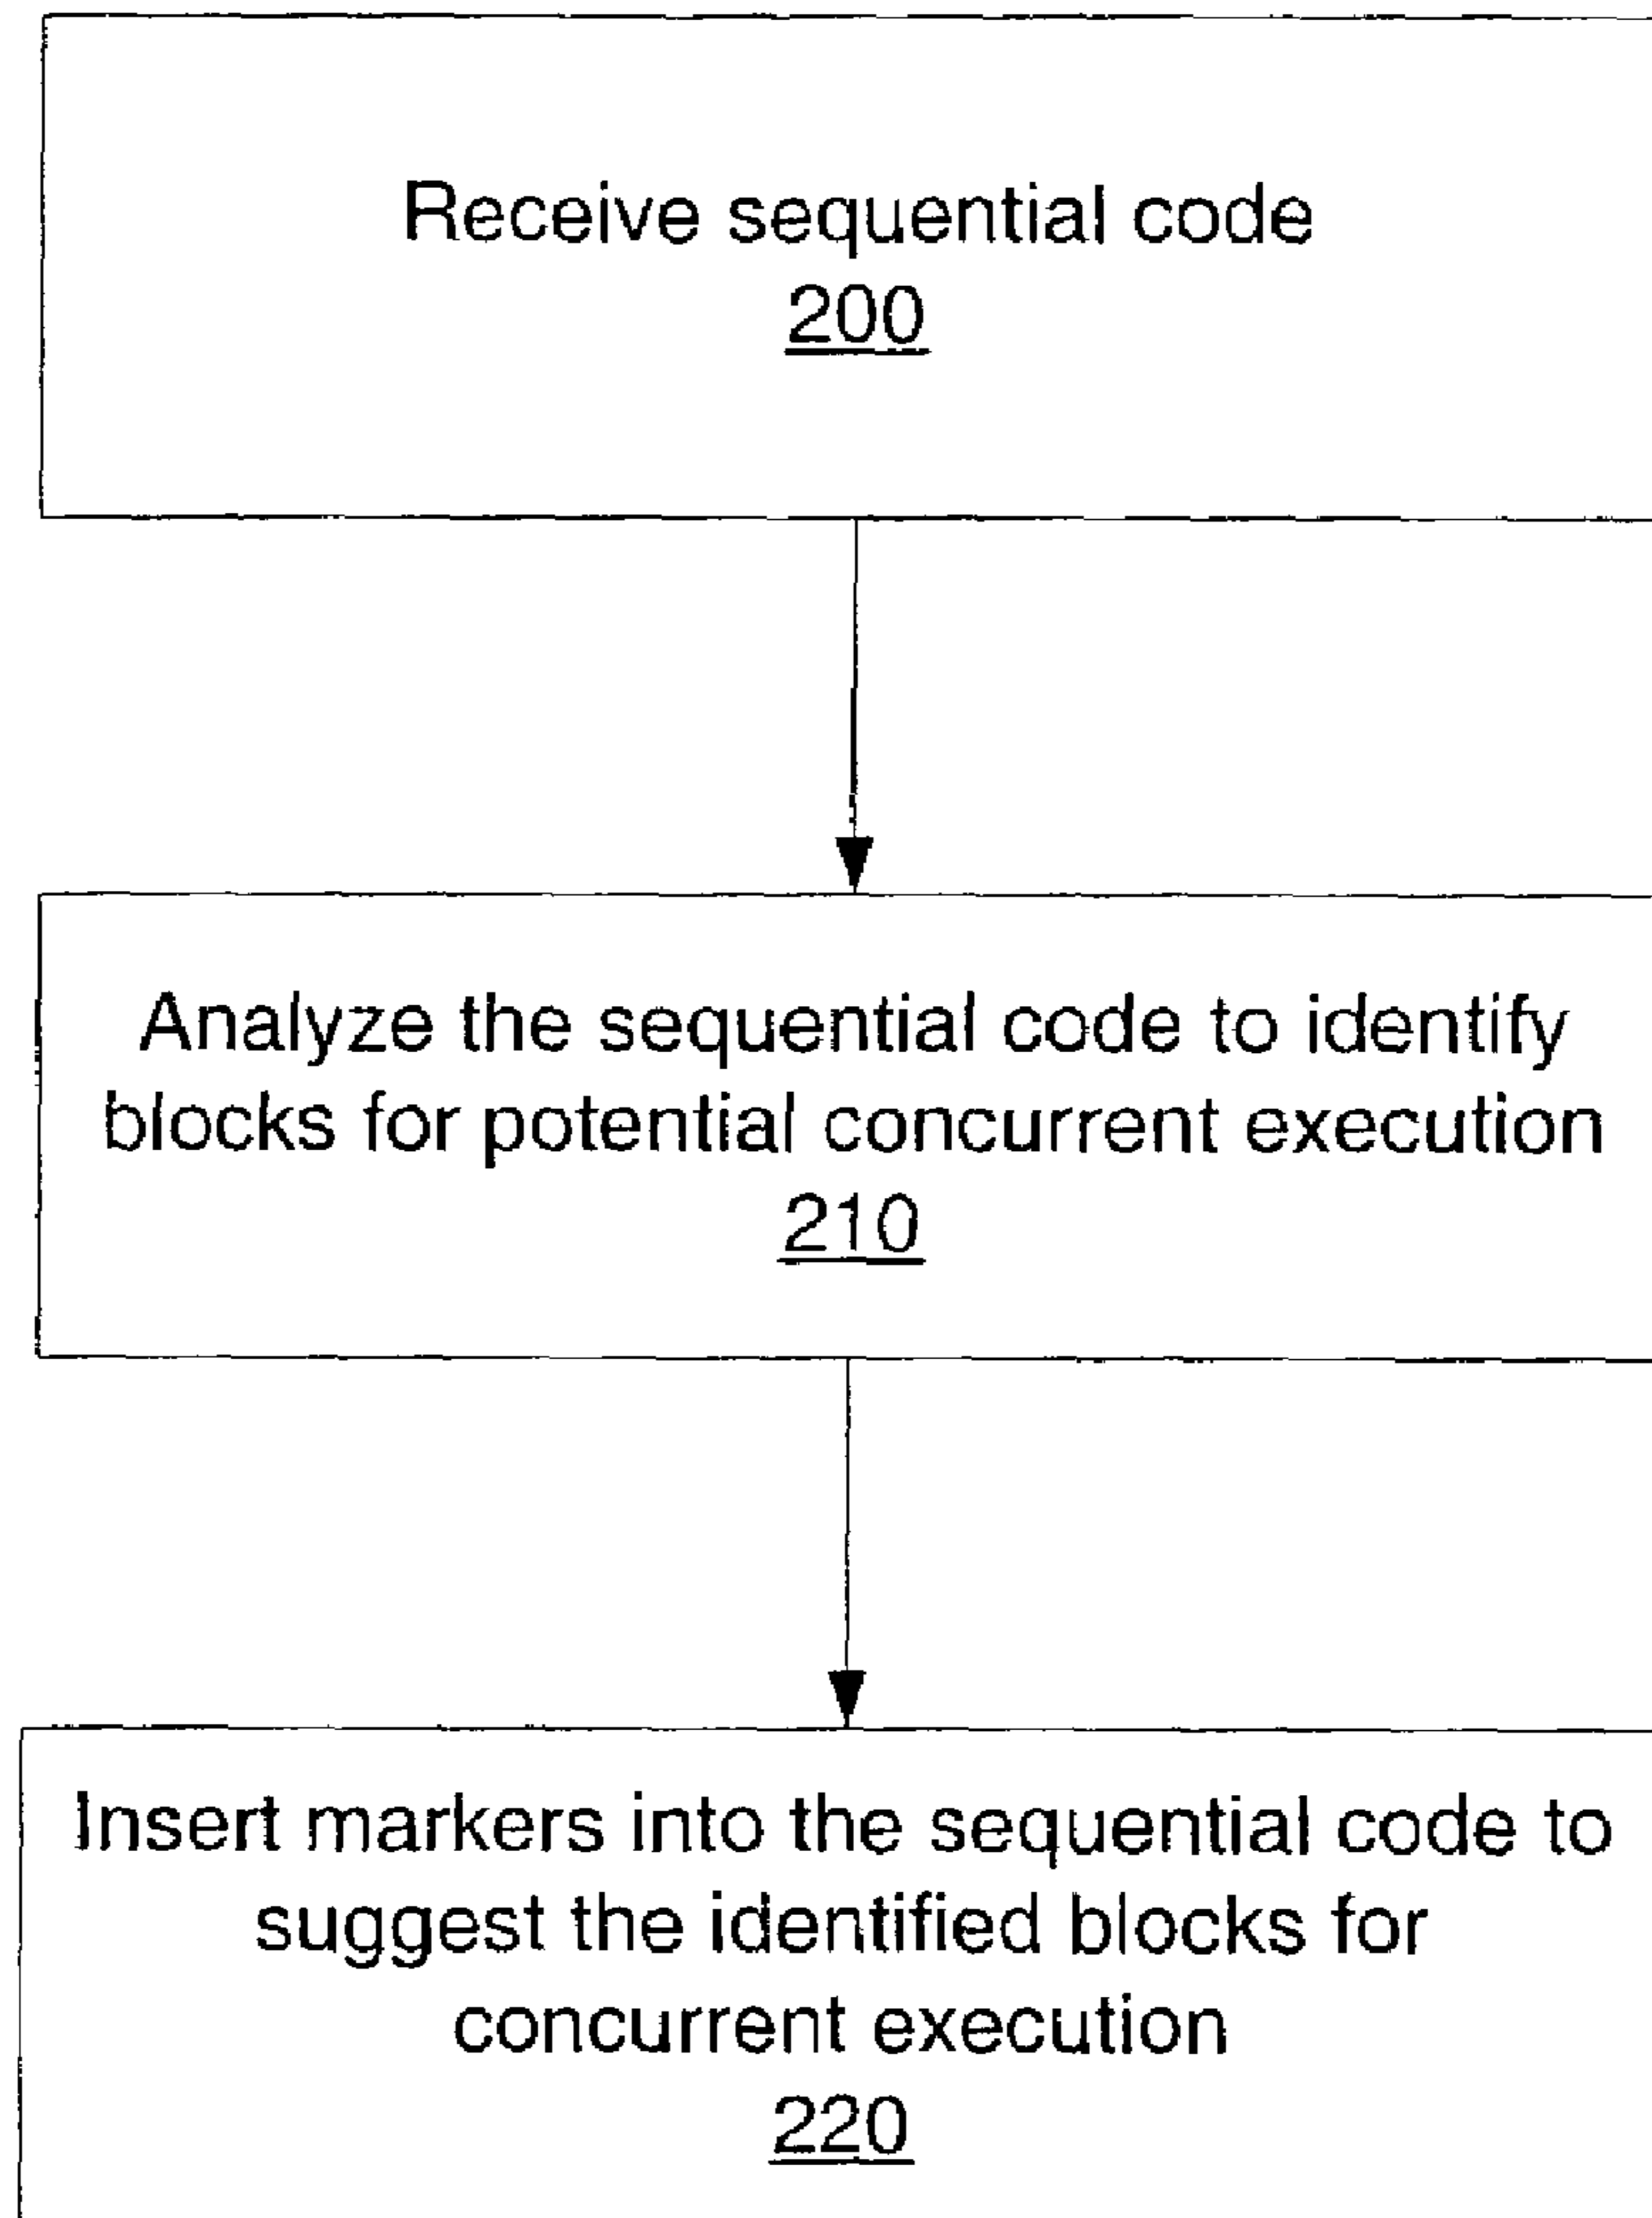 Receive sequential code
200
Analyze the sequential code to identify
blocks for potential concurrent execution
210
Insert markers into the sequential code to
suggest the identified blocks for
concurrent execution
220